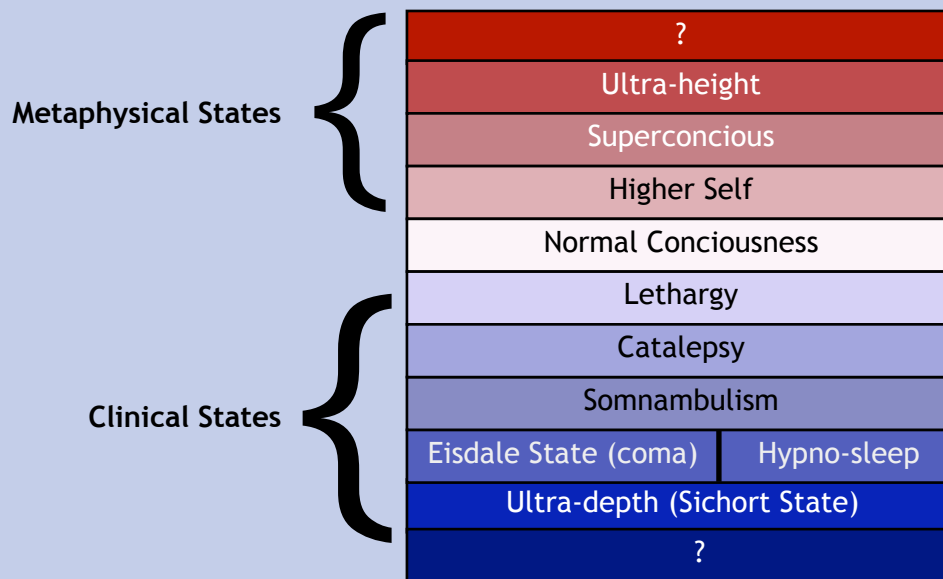 ?
Ultra-height
Metaphysical States
Superconcious
Higher Self
Normal Conciousness
Lethargy
Catalepsy
Somnambulism
Clinical States
Eisdale State (coma) Hypno-sleep
Ultra-depth (Sichort State)
?